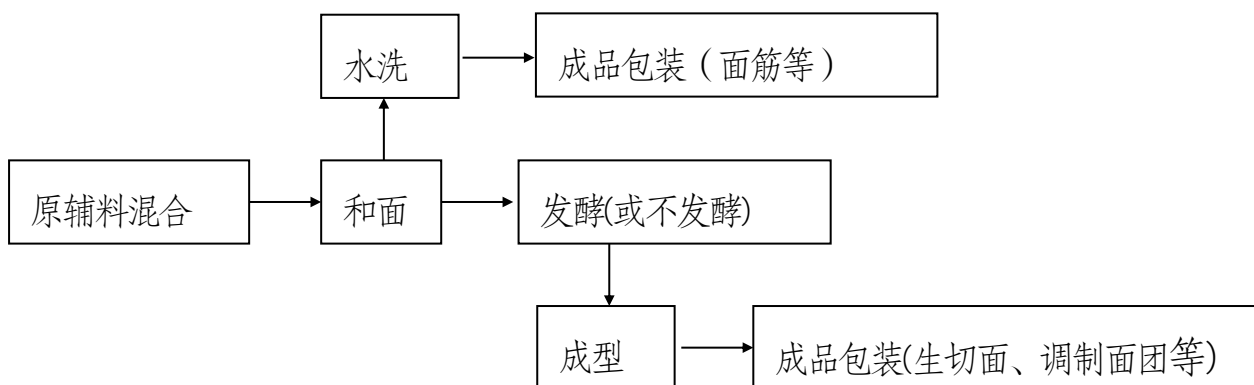 水洗
成品包装（面筋等）
原辅料混合
和面
发酵(或不发酵)
成型
成品包装(生切面、调制面团等)